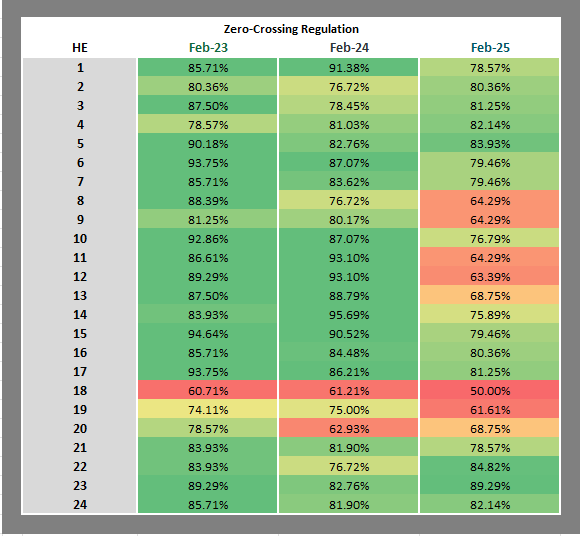 Zero-Crossing Regulation
HE Feb-23 Feb-24 Feb-25
1 85.71% 91.38% 78.57%
2 80.36% 76.72% 80.36%
3 87.50% 78.45% 81.25%
4 78.57% 81.03% 82.14%
5 90.18% 82.76% 83.93%
6 93.75% 87.07% 79.46%
7 85.71% 83.62% 79.46%
8 88.39% 76.72% 64.29%
9 81.25% 80.17% 64.29%
10 92.86% 87.07% 76.79%
11 86.61% 93.10% 64.29%
12 89.29% 93.10% 63.39%
13 87.50% 88.79% 68.75%
14 83.93% 95.69% 75.89%
15 94.64% 90.52% 79.46%
16 85.71% 84.48% 80.36%
17 93.75% 86.21% 81.25%
18 60.71% 61.21% 50.00%
19 74.11% 75.00% 61.61%
20 78.57% 62.93% 68.75%
21 83.93% 81.90% 78.57%
22 83.93% 76.72% 84.82%
23 89.29% 82.76% 89.29%
24 85.71% 81.90% 82.14%